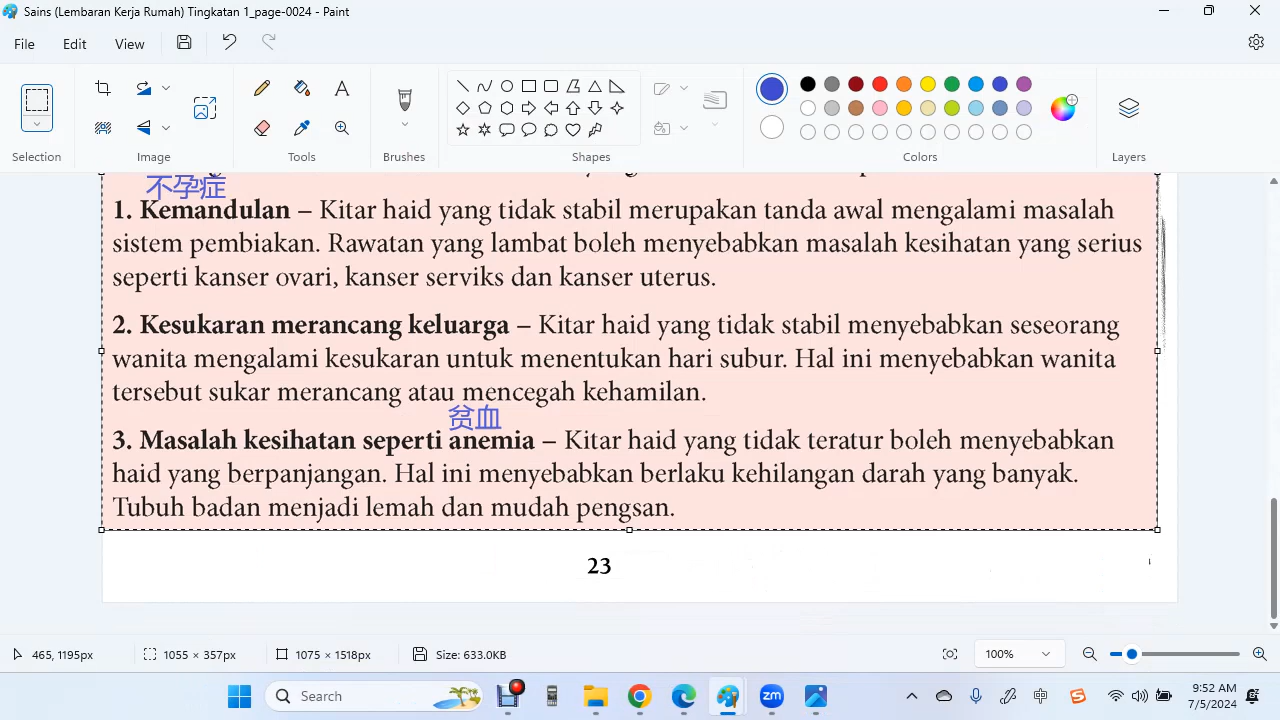 Sains (Lembaran Kerja Rumah) Tingkatan 1_page-0024 - Paint
File Edit View
Selection Image Tools Brushes Shapes Colors Layers
不孕症
1. Kemandulan – Kitar haid yang tidak stabil merupakan tanda awal mengalami masalah
sistem pembiakan. Rawatan yang lambat boleh menyebabkan masalah kesihatan yang serius
seperti kanser ovari, kanser serviks dan kanser uterus.
2. Kesukaran merancang keluarga – Kitar haid yang tidak stabil menyebabkan seseorang
wanita mengalami kesukaran untuk menentukan hari subur. Hal ini menyebabkan wanita
tersebut sukar merancang atau mencegah kehamilan.
贫血
3. Masalah kesihatan seperti anemia – Kitar haid yang tidak teratur boleh menyebabkan
haid yang berpanjangan. Hal ini menyebabkan berlaku kehilangan darah yang banyak.
Tubuh badan menjadi lemah dan mudah pengsan.
23
465, 1195px 1055 × 357px 1075 × 1518px Size: 633.0KB 100%
Search zm 中 S 9:52 AM
7/5/2024